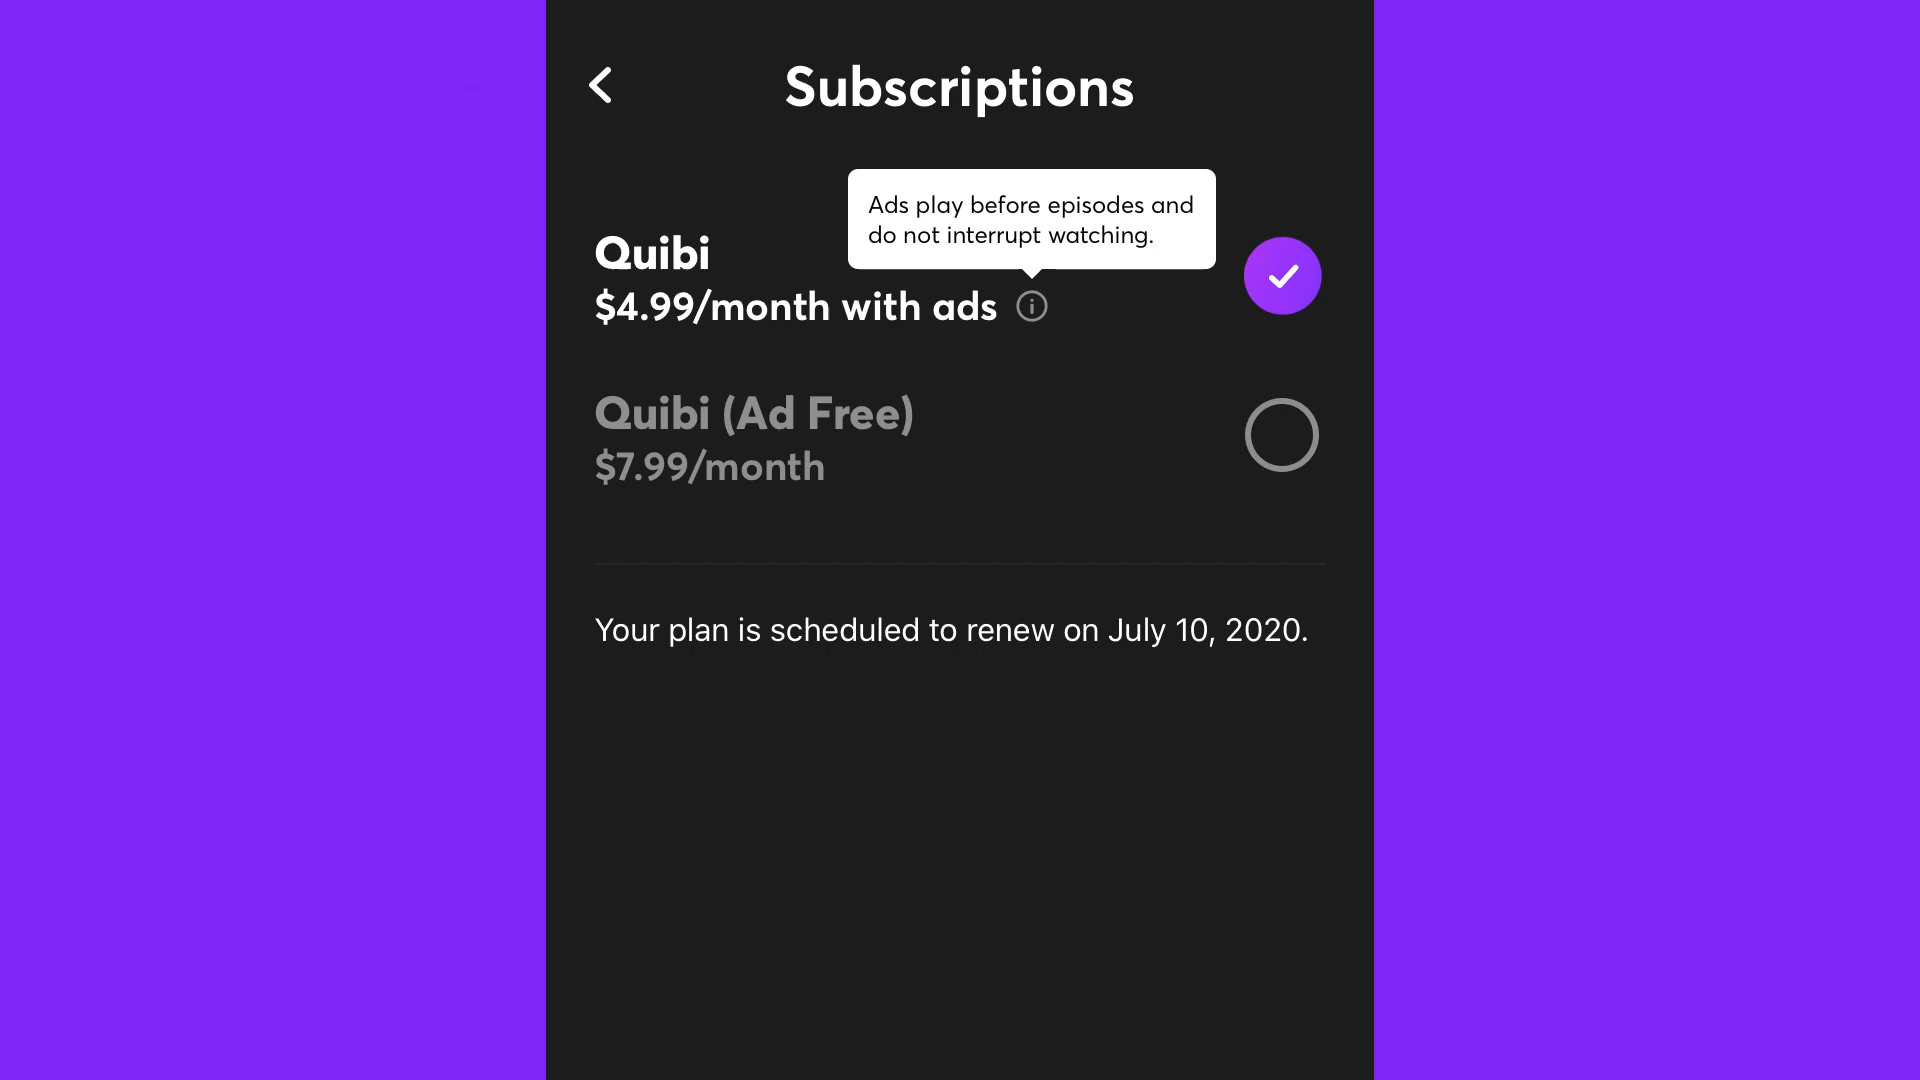 Subscriptions
Ads play before episodes and
do not interrupt watching.
Quibi
$4.99/month with ads
Quibi (Ad Free)
$7.99/month
Your plan is scheduled to renew on July 10, 2020.